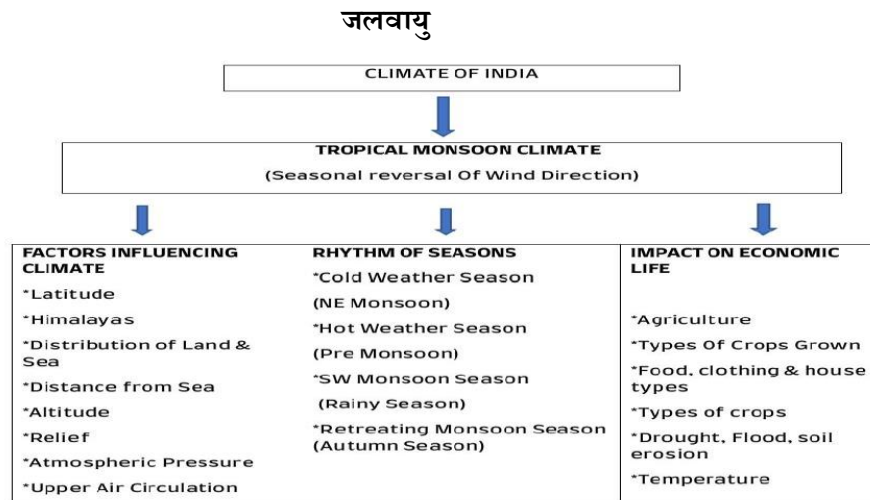 जलवायु
CLIMATE OF INDIA
TROPICAL MONSOON CLIMATE
(Seasonal reversal Of Wind Direction)
FACTORS INFLUENCING
CLIMATE
*Latitude
*Himalayas
*Distribution of Land &
Sea
*Distance from Sea
*Altitude
*Relief
*Atmospheric Pressure
*Upper Air Circulation
RHYTHM OF SEASONS
*Cold Weather Season
(NE Monsoon)
*Hot Weather Season
(Pre Monsoon)
*SW Monsoon Season
(Rainy Season)
*Retreating Monsoon Season
(Autumn Season)
IMPACT ON ECONOMIC
LIFE
*Agriculture
*Types Of Crops Grown
*Food, clothing & house
types
*Types of crops
*Drought, Flood, soil
erosion
*Temperature